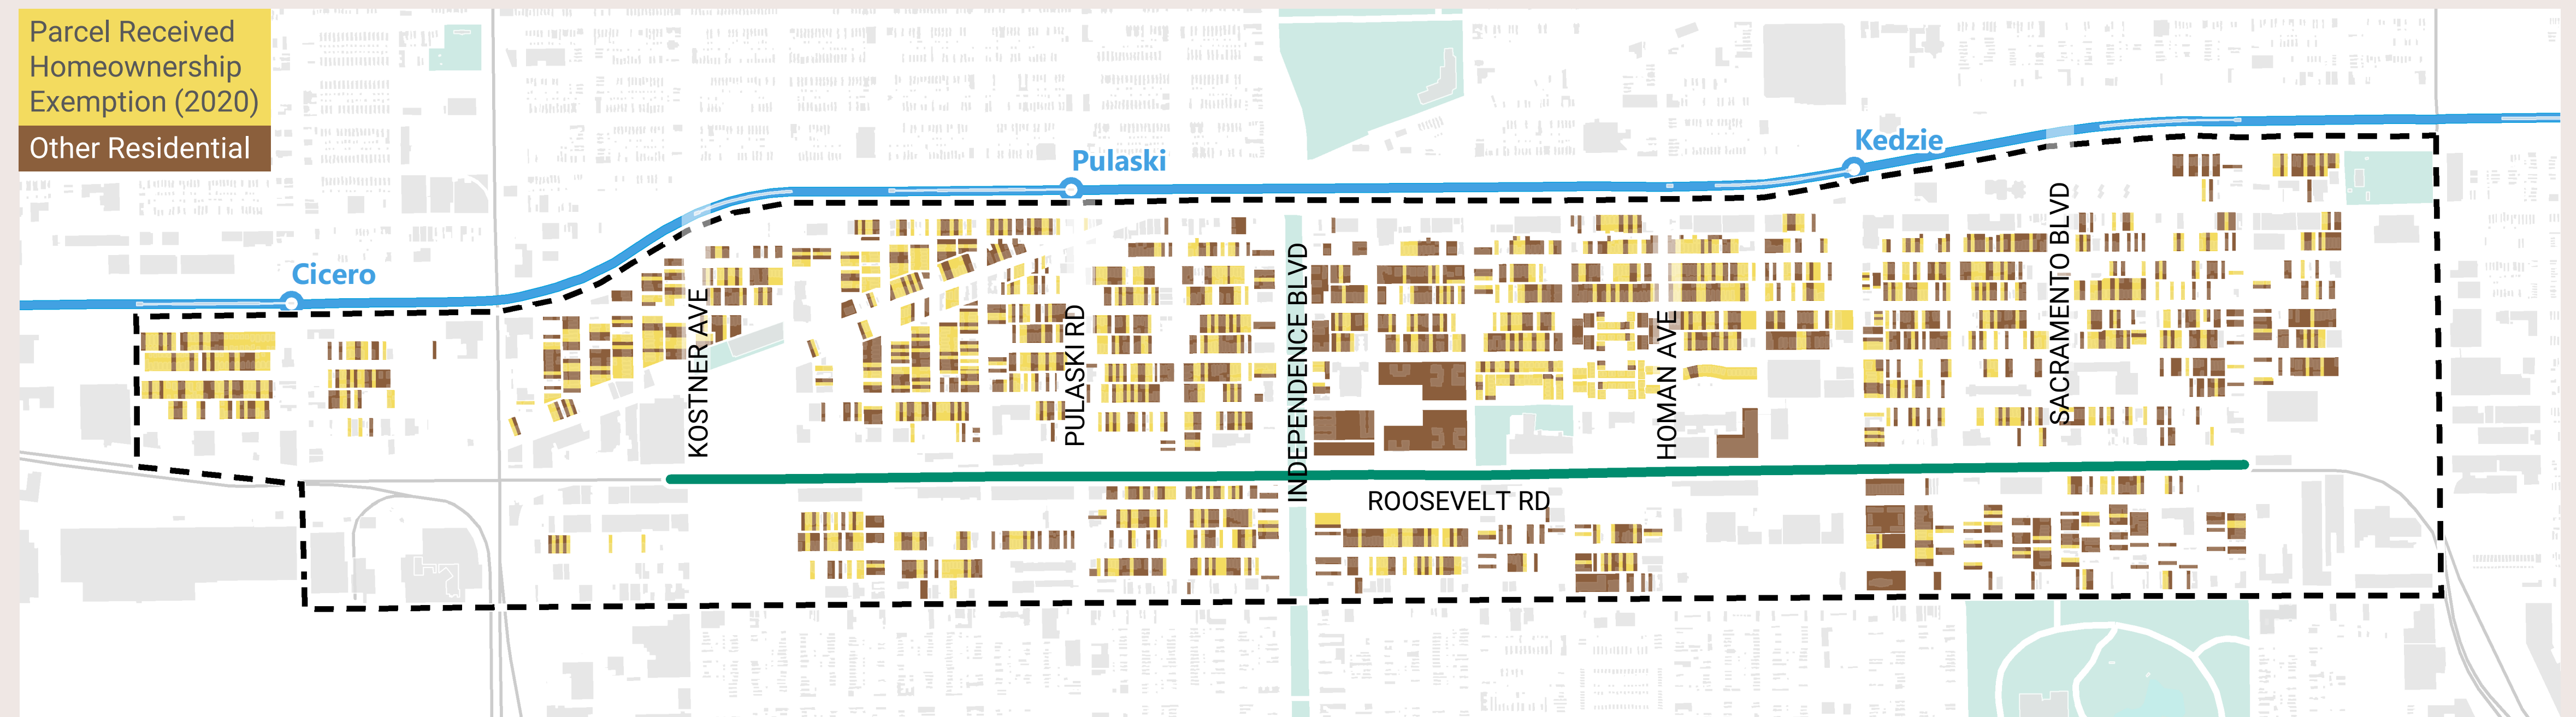 Parcel Received
Homeownership
Exemption (2020)
Other Residential
Cicero
Pulaski
Kedzie
KOSTNER AVE
PULASKI RD
INDEPENDENCE BLVD
HOMAN AVE
SACRAMENTO BLVD
ROOSEVELT RD